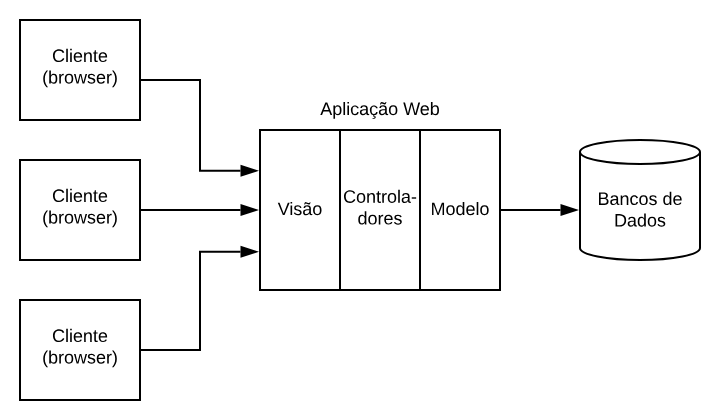 Cliente
(browser)
Aplicação Web
Cliente
(browser)
Visão
Controla-
dores
Modelo
Bancos de
Dados
Cliente
(browser)